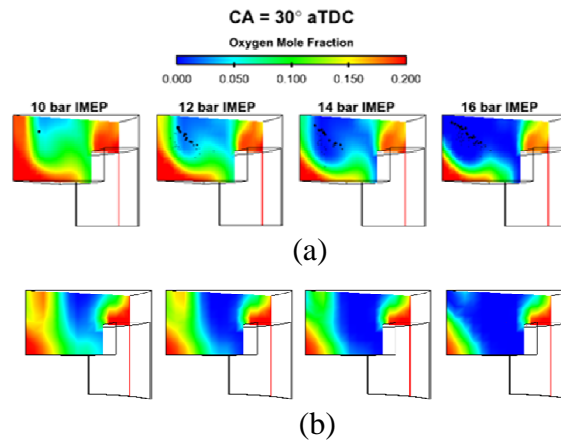 CA = 30° aTDC
Oxygen Mole Fraction
0.000 0.050 0.100 0.150 0.200
10 bar IMEP 12 bar IMEP 14 bar IMEP 16 bar IMEP
(a)
(b)